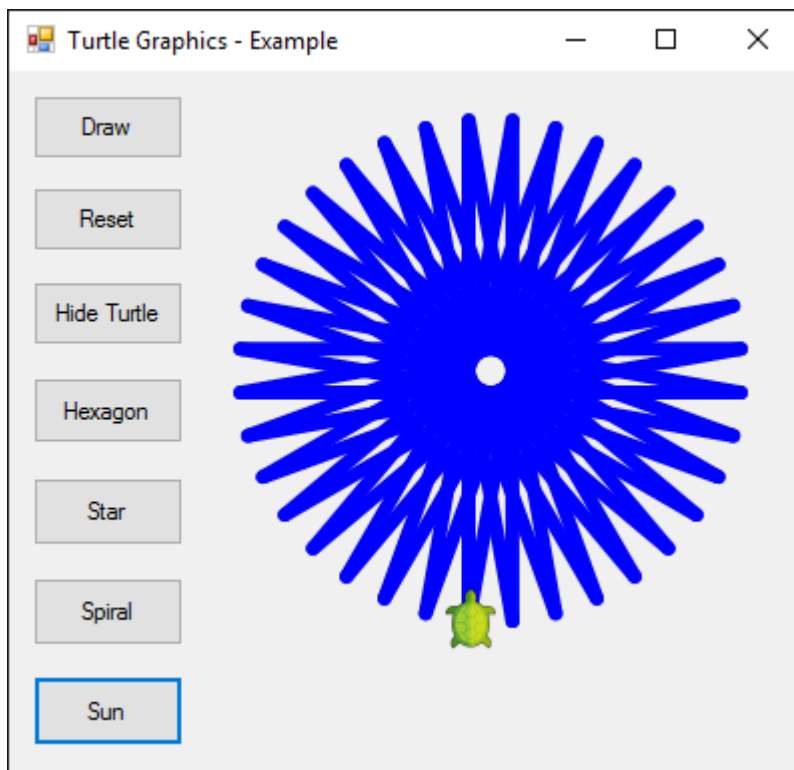 Turtle Graphics - Example
Draw
Reset
Hide Turtle
Hexagon
Star
Spiral
Sun